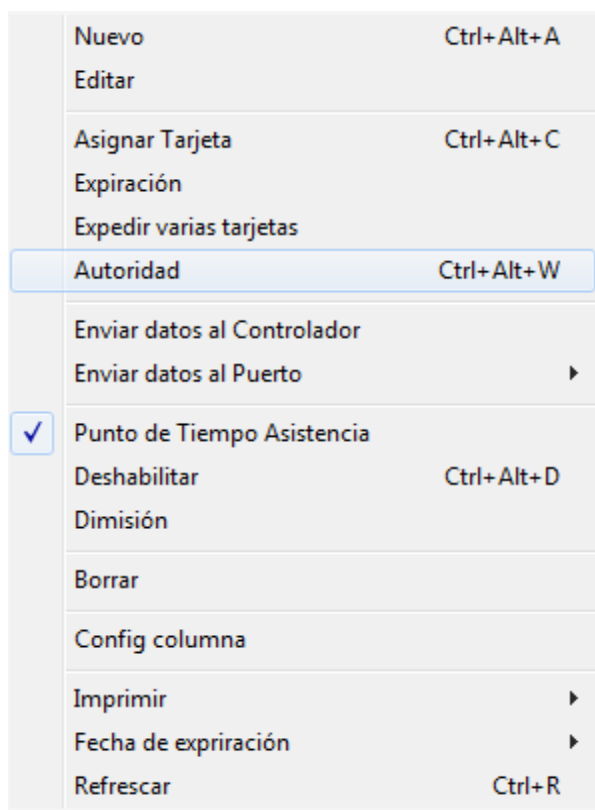 Nuevo Ctrl+Alt+A
Editar
Asignar Tarjeta Ctrl+Alt+C
Expiración
Expedir varias tarjetas
Autoridad Ctrl+Alt+W
Enviar datos al Controlador
Enviar datos al Puerto
Punto de Tiempo Asistencia
Deshabilitar Ctrl+Alt+D
Dimisión
Borrar
Config columna
Imprimir
Fecha de expriración
Refrescar Ctrl+R